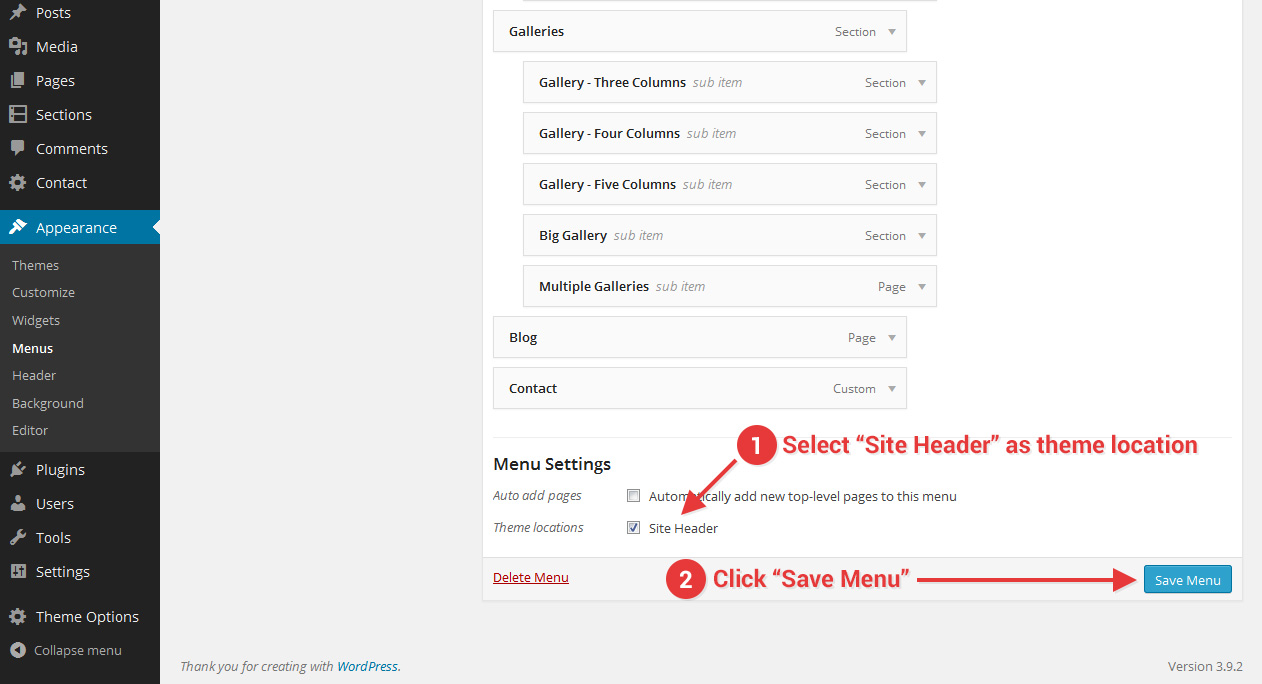 Posts
Media
Pages
Sections
Comments
Contact
Appearance
Themes
Customize
Widgets
Menus
Header
Background
Editor
Plugins
Users
Tools
Settings
Theme Options
Collapse menu
Galleries Section
Gallery - Three Columns sub item Section
Gallery - Four Columns sub item Section
Gallery - Five Columns sub item Section
Big Gallery sub item Section
Multiple Galleries sub item Page
Blog Page
Contact Custom
1 Select “Site Header” as theme location
Menu Settings
Auto add pages Automatically add new top-level pages to this menu
Theme locations Site Header
Delete Menu 2 Click “Save Menu” Save Menu
Thank you for creating with WordPress. Version 3.9.2